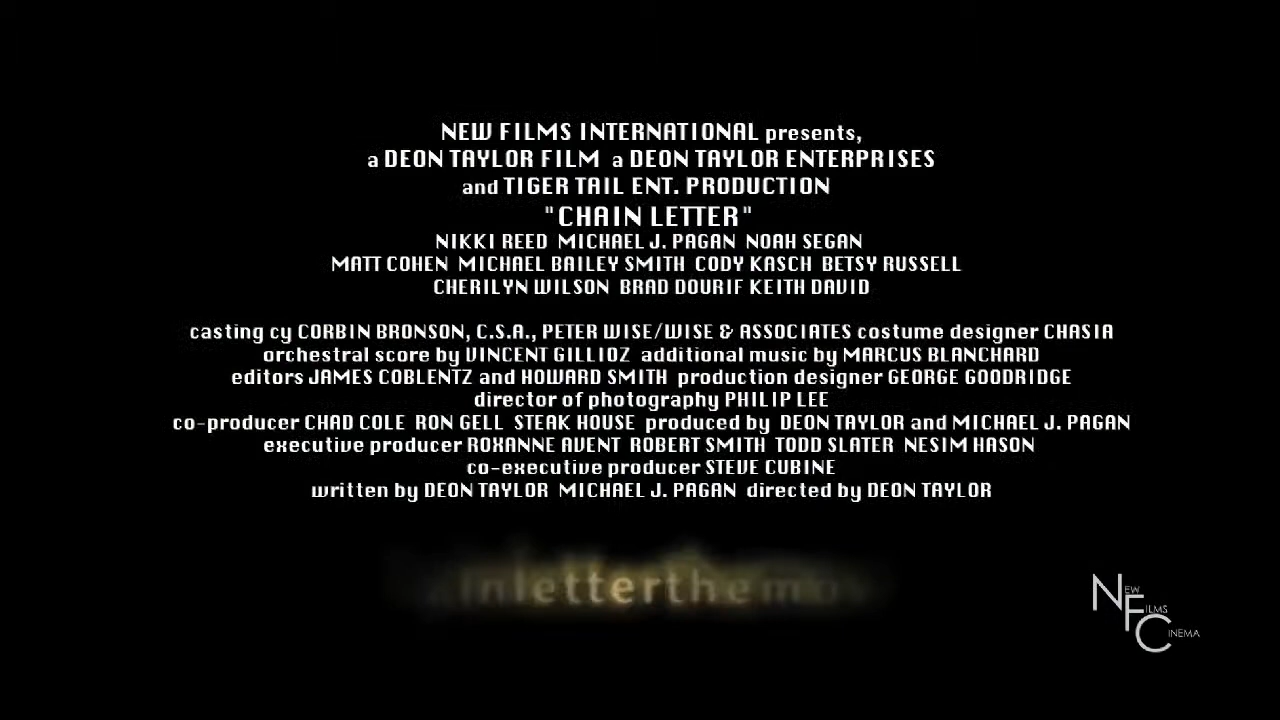 NEW FILMS INTERNATIONAL presents,
a DEON TAYLOR FILM a DEON TAYLOR ENTERPRISES
and TIGER TAIL ENT. PRODUCTION
"CHAIN LETTER"
NIKKI REED MICHAEL J. PAGAN NOAH SEGAN
MATT COHEN MICHAEL BAILEY SMITH CODY KASCH BETSY RUSSELL
CHERILYN WILSON BRAD DOURIF KEITH DAVID
casting cy CORBIN BRONSON, C.S.A., PETER WISE/WISE & ASSOCIATES costume designer CHASIA
orchestral score by VINCENT GILLIOZ additional music by MARCUS BLANCHARD
editors JAMES COBLENTZ and HOWARD SMITH production designer GEORGE GOODRIDGE
director of photography PHILIP LEE
co-producer CHAD COLE RON GELL STEAK HOUSE produced by DEON TAYLOR and MICHAEL J. PAGAN
executive producer ROXANNE AVENT ROBERT SMITH TODD SLATER NESIM HASON
co-executive producer STEVE CUBINE
written by DEON TAYLOR MICHAEL J. PAGAN directed by DEON TAYLOR
NEW
FILMS
CINEMA